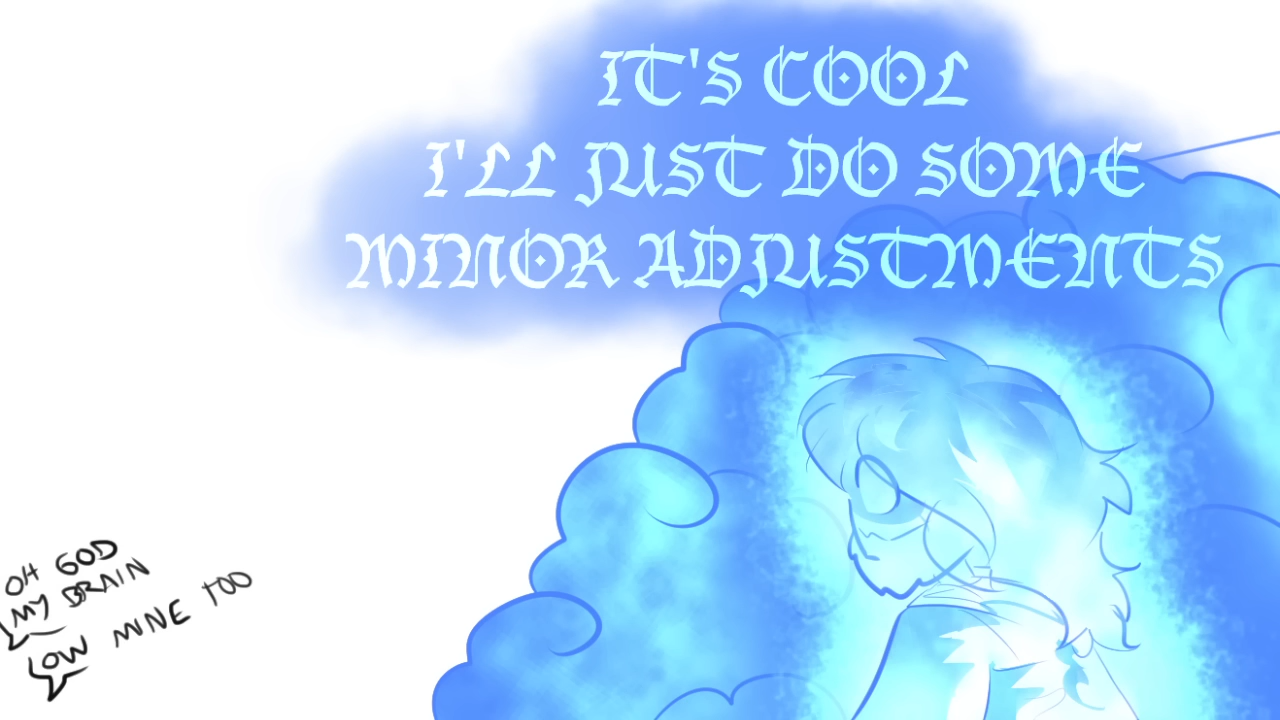 IT'S COOL
I'LL JUST DO SOME
MINOR ADJUSTMENTS
OH GOD
MY BRAIN
OW MINE TOO